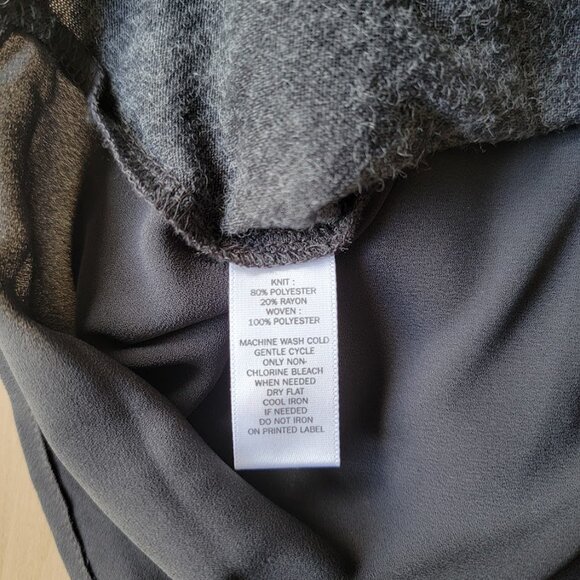 KNIT :
80% POLYESTER
20% RAYON
WOVEN :
100% POLYESTER
MACHINE WASH COLD
GENTLE CYCLE
ONLY NON-
CHLORINE BLEACH
WHEN NEEDED
DRY FLAT
COOL IRON
IF NEEDED
DO NOT IRON
ON PRINTED LABEL